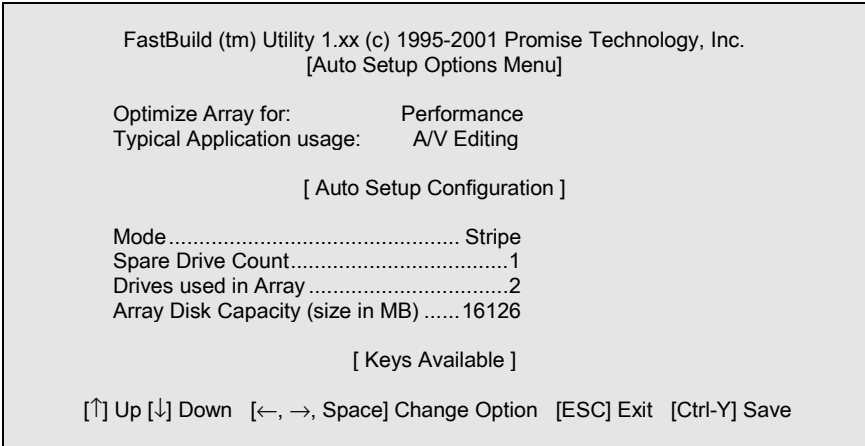 FastBuild (tm) Utility 1.xx (c) 1995-2001 Promise Technology, Inc.
[Auto Setup Options Menu]
Optimize Array for: Performance
Typical Application usage: A/V Editing
[ Auto Setup Configuration ]
Mode................................................ Stripe
Spare Drive Count....................................1
Drives used in Array .................................2
Array Disk Capacity (size in MB) ......16126
[ Keys Available ]
[↑] Up [↓] Down [←, →, Space] Change Option [ESC] Exit [Ctrl-Y] Save